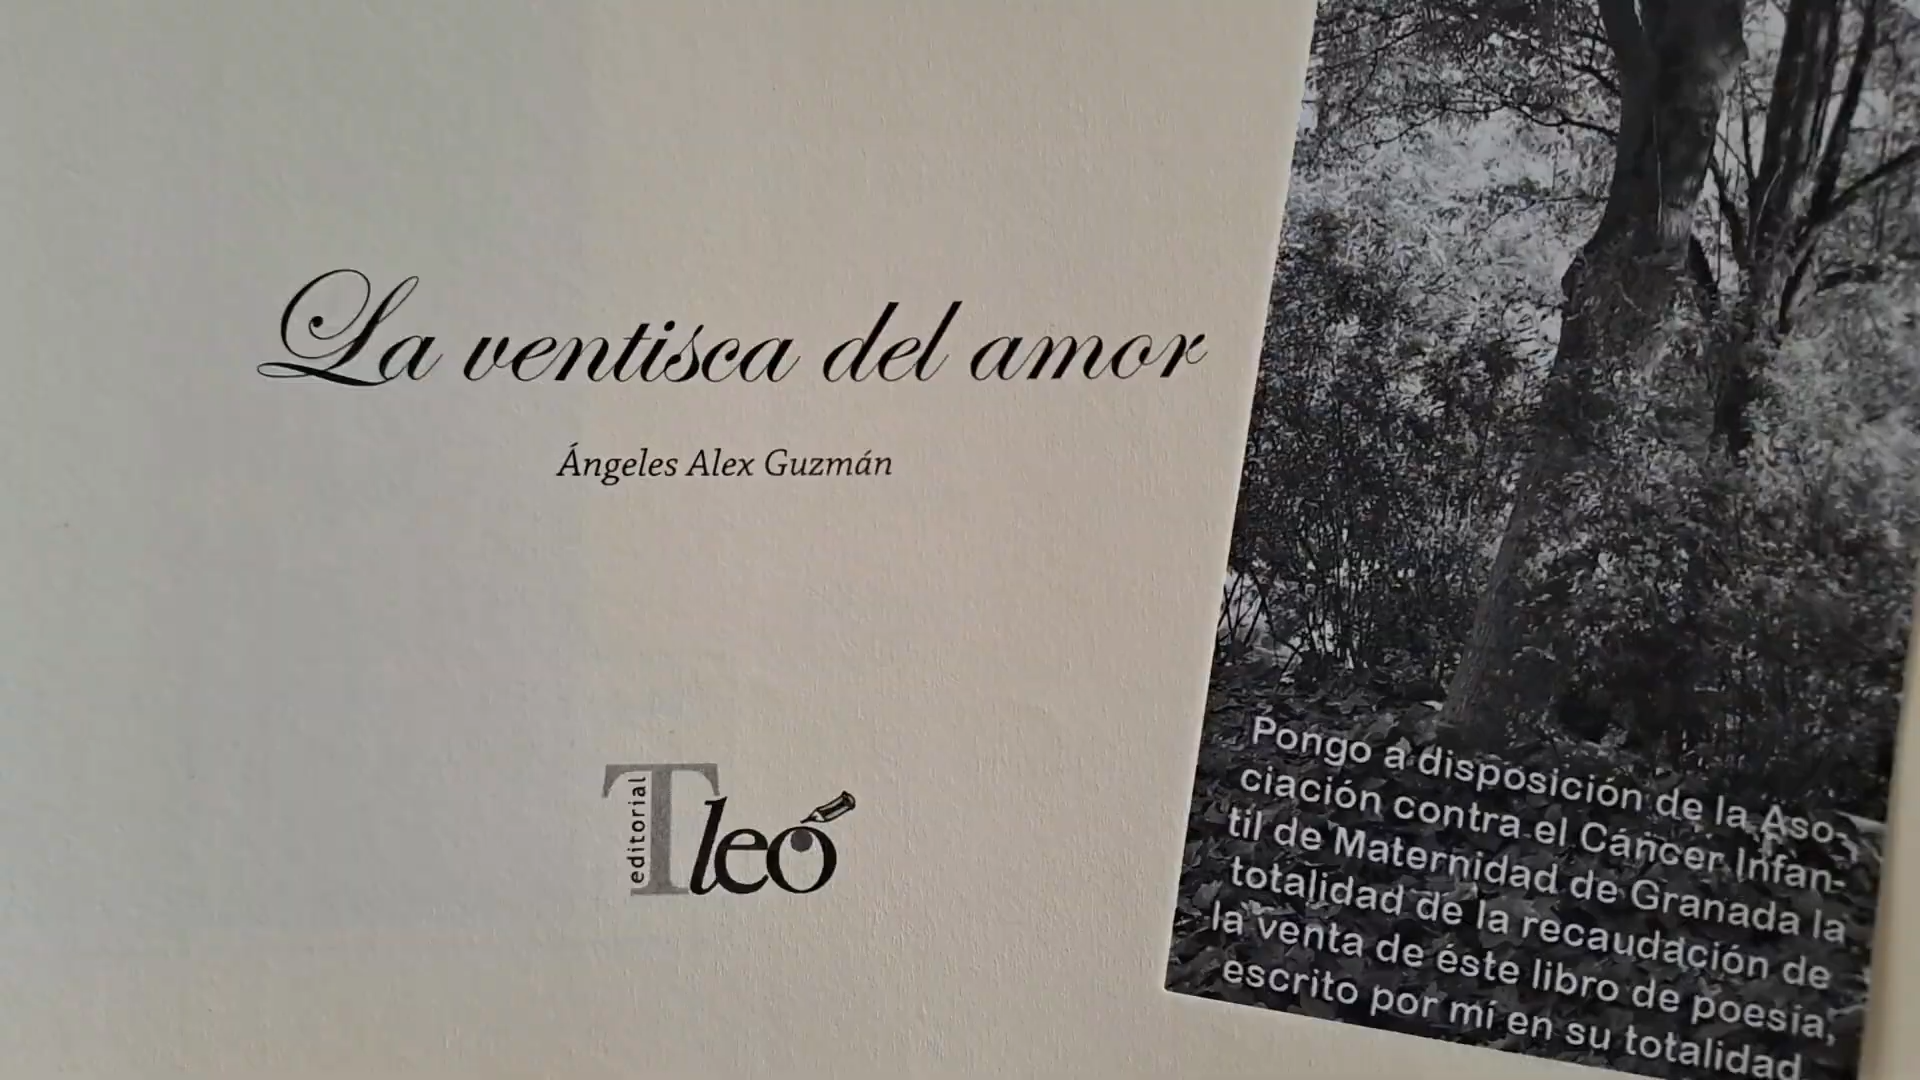 La ventisca del amor
Ángeles Alex Guzmán
editorial
Tleo
Pongo a disposición de la Aso-
ciación contra el Cáncer Infan-
til de Maternidad de Granada la
totalidad de la recaudación de
la venta de éste libro de poesía,
escrito por mí en su totalidad